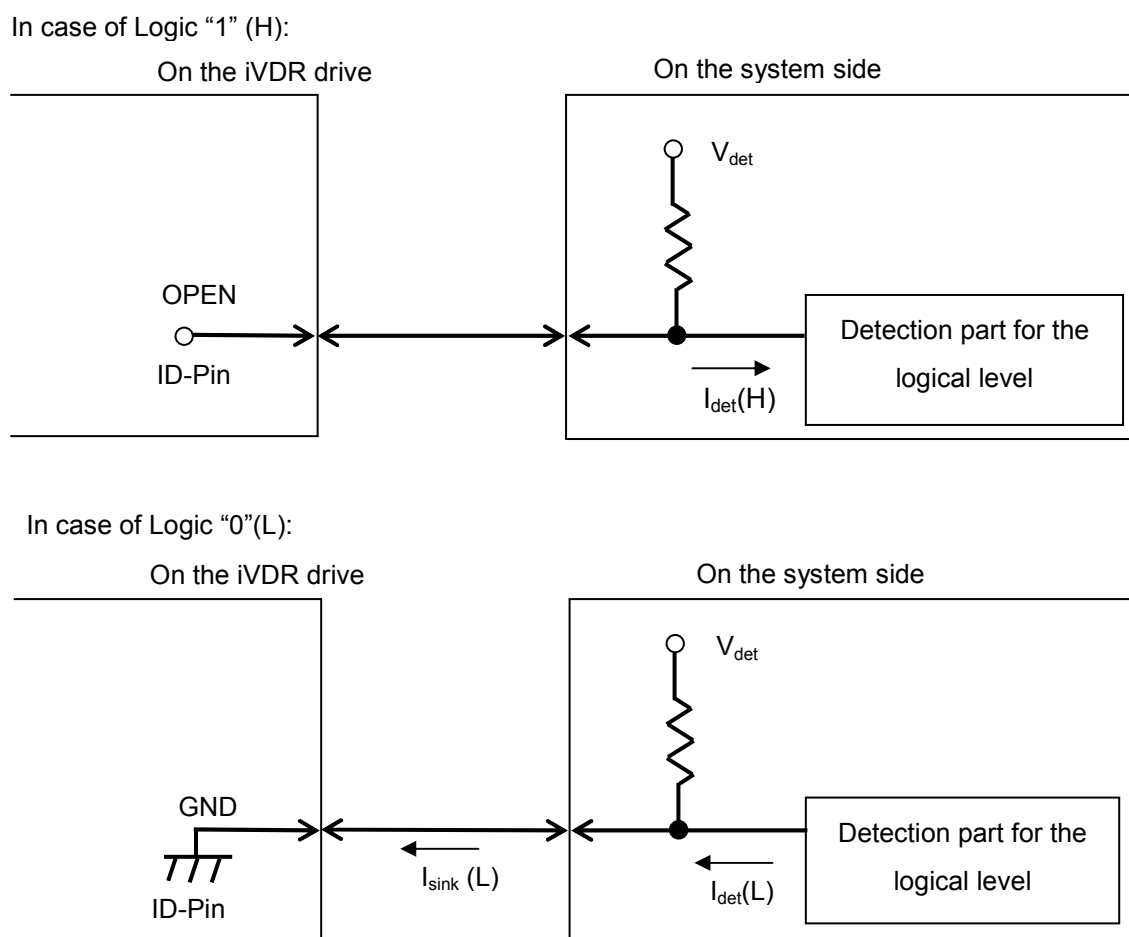 In case of Logic “1” (H):
On the iVDR drive
On the system side
Vdet
OPEN
ID-Pin
Detection part for the
logical level
Idet(H)
In case of Logic “0”(L):
On the iVDR drive
On the system side
Vdet
GND
ID-Pin
Isink (L)
Idet(L)
Detection part for the
logical level